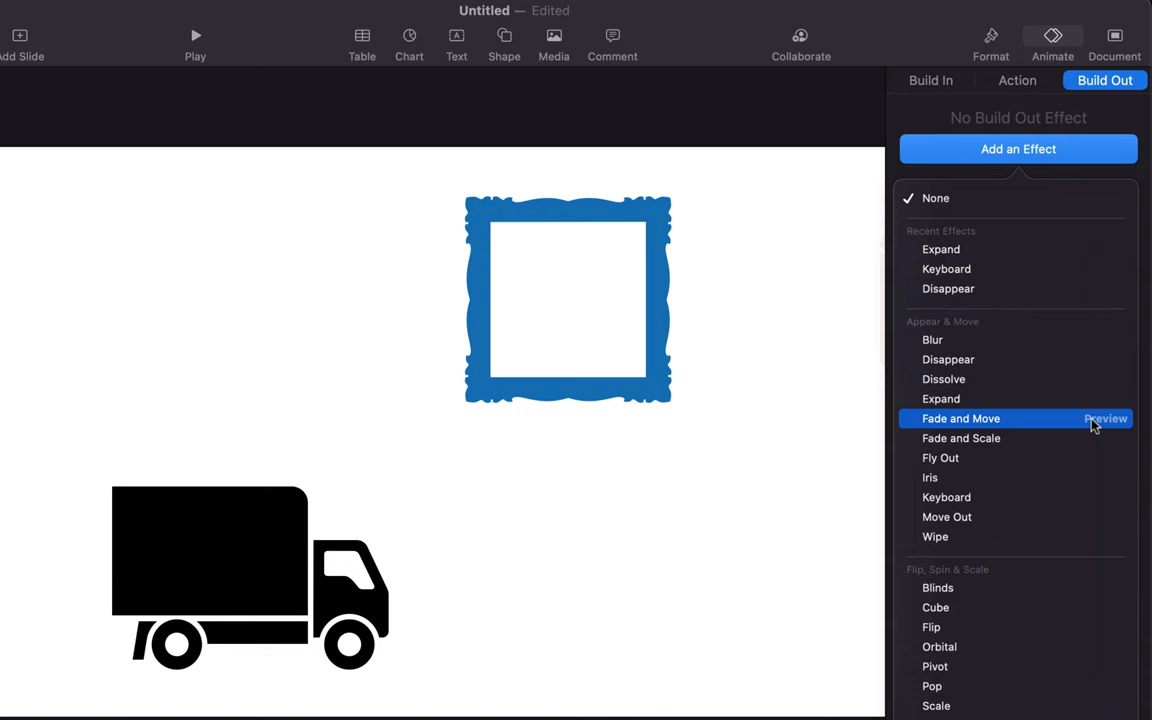 Untitled — Edited
Add Slide
Play
Table
Chart
Text
Shape
Media
Comment
Collaborate
Format
Animate
Document
Build In
Action
Build Out
No Build Out Effect
Add an Effect
None
Recent Effects
Expand
Keyboard
Disappear
Appear & Move
Blur
Disappear
Dissolve
Expand
Fade and Move Preview
Fade and Scale
Fly Out
Iris
Keyboard
Move Out
Wipe
Flip, Spin & Scale
Blinds
Cube
Flip
Orbital
Pivot
Pop
Scale